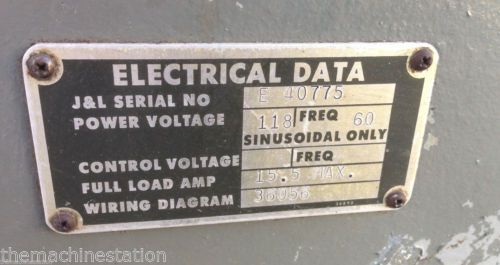 ELECTRICAL DATA
J&L SERIAL NO E 40775
POWER VOLTAGE 118 FREQ 60
SINUSOIDAL ONLY
CONTROL VOLTAGE FREQ
FULL LOAD AMP 15.5 MAX.
WIRING DIAGRAM 36056
themachinestation